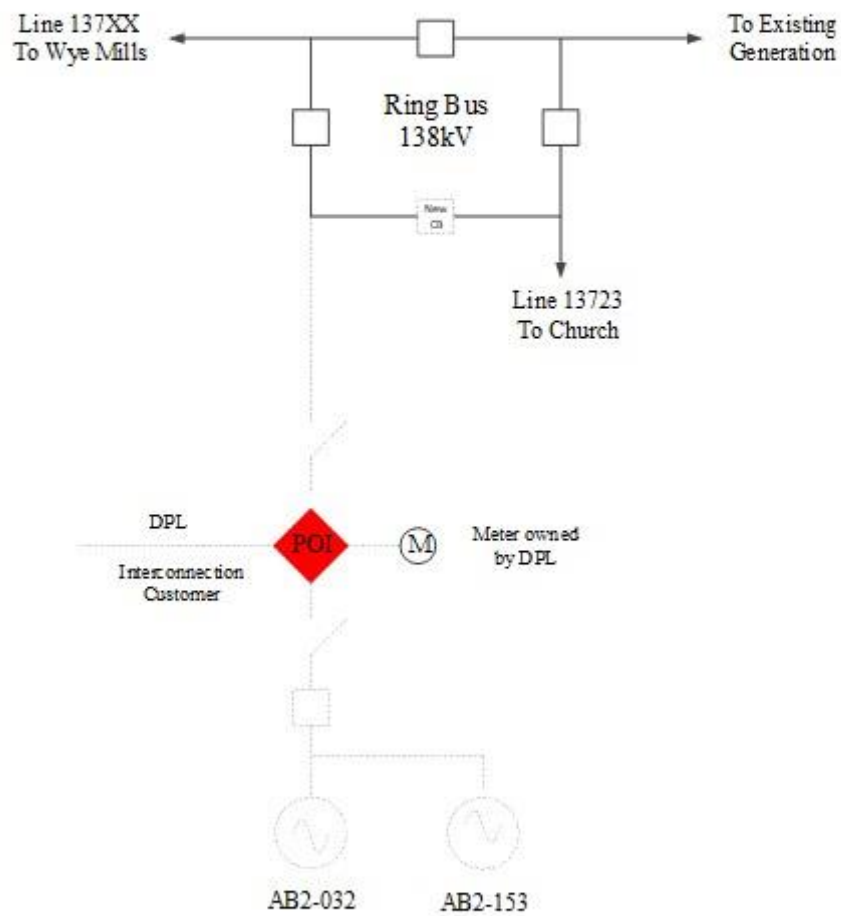 Line 137XX
To Wye Mills
To Existing
Generation
Ring Bus
138kV
New
CB
Line 13723
To Church
DPL
POI
M
Meter owned
by DPL
Interconnection
Customer
AB2-032
AB2-153